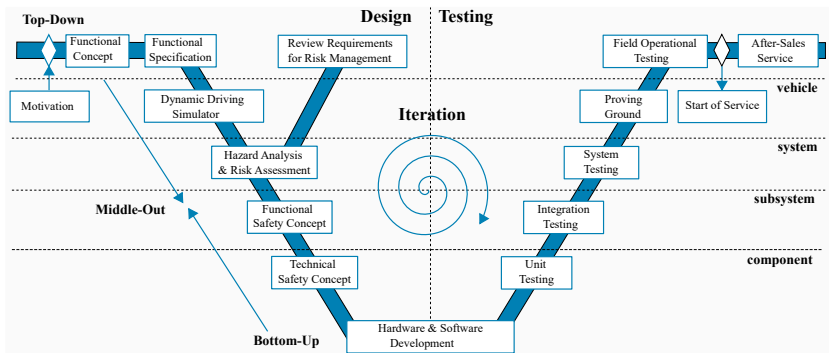 Top-Down
Design
Testing
Functional
Concept
Functional
Specification
Review Requirements
for Risk Management
Field Operational
Testing
After-Sales
Service
Motivation
Dynamic Driving
Simulator
Iteration
Proving
Ground
Start of Service
vehicle
Hazard Analysis
& Risk Assessment
System
Testing
system
Middle-Out
Functional
Safety Concept
Integration
Testing
subsystem
Technical
Safety Concept
Unit
Testing
component
Bottom-Up
Hardware & Software
Development